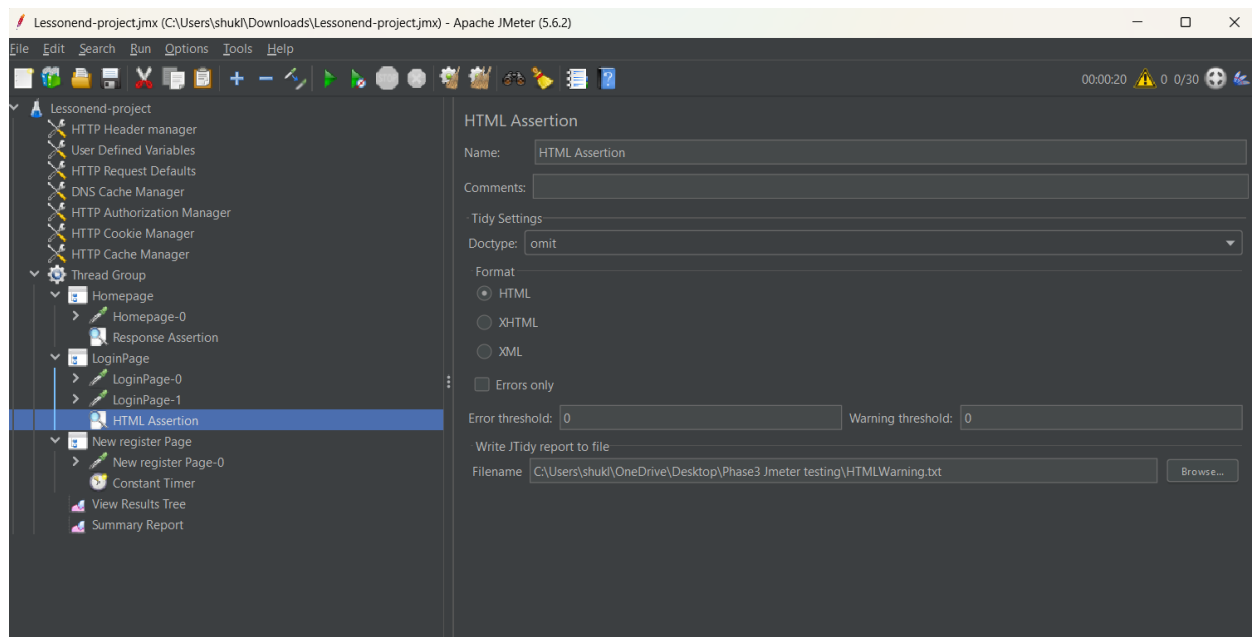 Lessonend-project.jmx (C:\Users\shukl\Downloads\Lessonend-project.jmx) - Apache JMeter (5.6.2)
File Edit Search Run Options Tools Help
00:00:20 0 0/30
Lessonend-project
HTTP Header manager
User Defined Variables
HTTP Request Defaults
DNS Cache Manager
HTTP Authorization Manager
HTTP Cookie Manager
HTTP Cache Manager
Thread Group
Homepage
Homepage-0
Response Assertion
LoginPage
LoginPage-0
LoginPage-1
HTML Assertion
New register Page
New register Page-0
Constant Timer
View Results Tree
Summary Report
HTML Assertion
Name: HTML Assertion
Comments:
Tidy Settings
Doctype: omit
Format
HTML
XHTML
XML
Errors only
Error threshold: 0 Warning threshold: 0
Write JTidy report to file
Filename C:\Users\shukl\OneDrive\Desktop\Phase3 Jmeter testing\HTMLWarning.txt Browse...